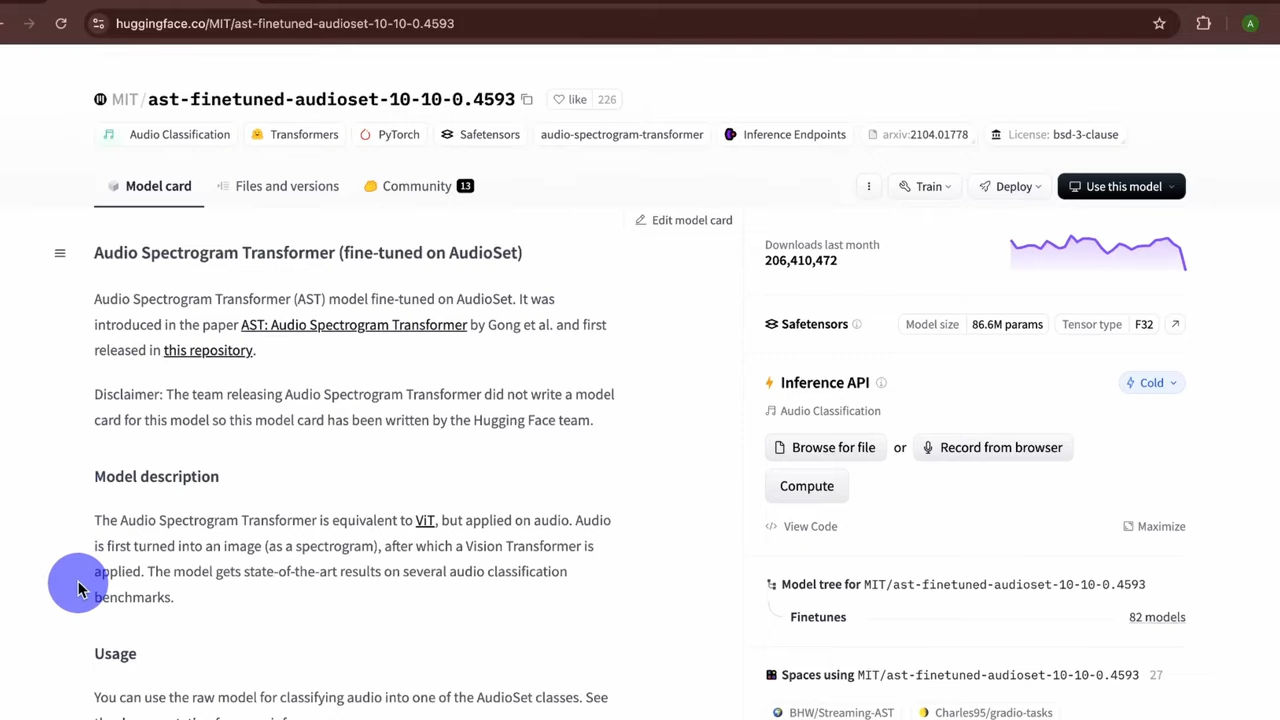 huggingface.co/MIT/ast-finetuned-audioset-10-10-0.4593
A
MIT/ast-finetuned-audioset-10-10-0.4593
like 226
Audio Classification Transformers PyTorch Safetensors audio-spectrogram-transformer Inference Endpoints arxiv:2104.01778 License: bsd-3-clause
Model card Files and versions Community 13
Train Deploy Use this model
Edit model card
Audio Spectrogram Transformer (fine-tuned on AudioSet)
Audio Spectrogram Transformer (AST) model fine-tuned on AudioSet. It was
introduced in the paper AST: Audio Spectrogram Transformer by Gong et al. and first
released in this repository.
Disclaimer: The team releasing Audio Spectrogram Transformer did not write a model
card for this model so this model card has been written by the Hugging Face team.
Model description
The Audio Spectrogram Transformer is equivalent to ViT, but applied on audio. Audio
is first turned into an image (as a spectrogram), after which a Vision Transformer is
applied. The model gets state-of-the-art results on several audio classification
benchmarks.
Usage
You can use the raw model for classifying audio into one of the AudioSet classes. See
Downloads last month
206,410,472
Safetensors Model size 86.6M params Tensor type F32
Inference API Cold
Audio Classification
Browse for file or Record from browser
Compute
View Code Maximize
Model tree for MIT/ast-finetuned-audioset-10-10-0.4593
Finetunes 82 models
Spaces using MIT/ast-finetuned-audioset-10-10-0.4593 27
BHW/Streaming-AST Charles95/gradio-tasks